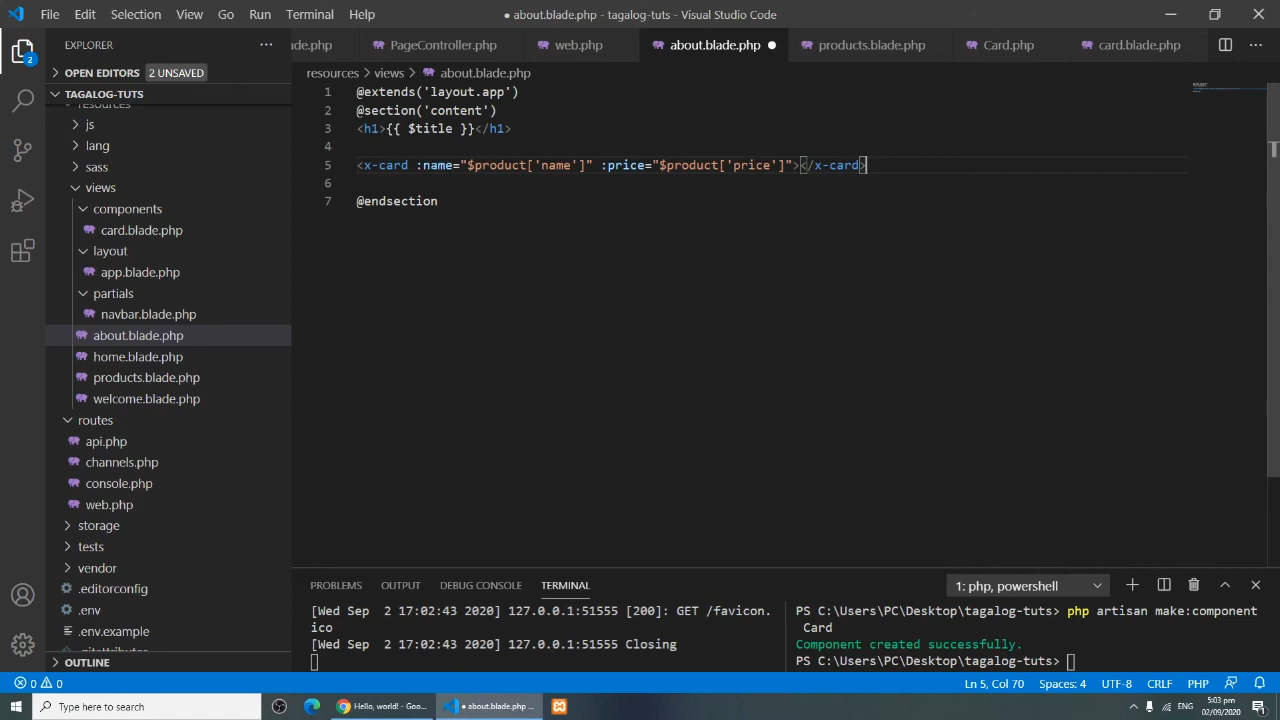 File Edit Selection View Go Run Terminal Help
● about.blade.php - tagalog-tuts - Visual Studio Code
EXPLORER
OPEN EDITORS 2 UNSAVED
TAGALOG-TUTS
resources
js
lang
sass
views
components
card.blade.php
layout
app.blade.php
partials
navbar.blade.php
about.blade.php
home.blade.php
products.blade.php
welcome.blade.php
routes
api.php
channels.php
console.php
web.php
storage
tests
vendor
.editorconfig
.env
.env.example
.gitattributes
OUTLINE
2
de.php PageController.php web.php about.blade.php ● products.blade.php Card.php card.blade.php
resources > views > about.blade.php
1 @extends('layout.app')
2 @section('content')
3 <h1>{{ $title }}</h1>
4
5 <x-card :name="$product['name']" :price="$product['price']"></x-card>
6
7 @endsection
PROBLEMS OUTPUT DEBUG CONSOLE TERMINAL
1: php, powershell
[Wed Sep  2 17:02:43 2020] 127.0.0.1:51555 [200]: GET /favicon.
ico
[Wed Sep  2 17:02:43 2020] 127.0.0.1:51555 Closing
PS C:\Users\PC\Desktop\tagalog-tuts> php artisan make:component
Card
Component created successfully.
PS C:\Users\PC\Desktop\tagalog-tuts>
0 0 Ln 5, Col 70 Spaces: 4 UTF-8 CRLF PHP
Type here to search
Hello, world! - Goo...
● about.blade.php ...
ENG
5:03 pm
02/09/2020
1